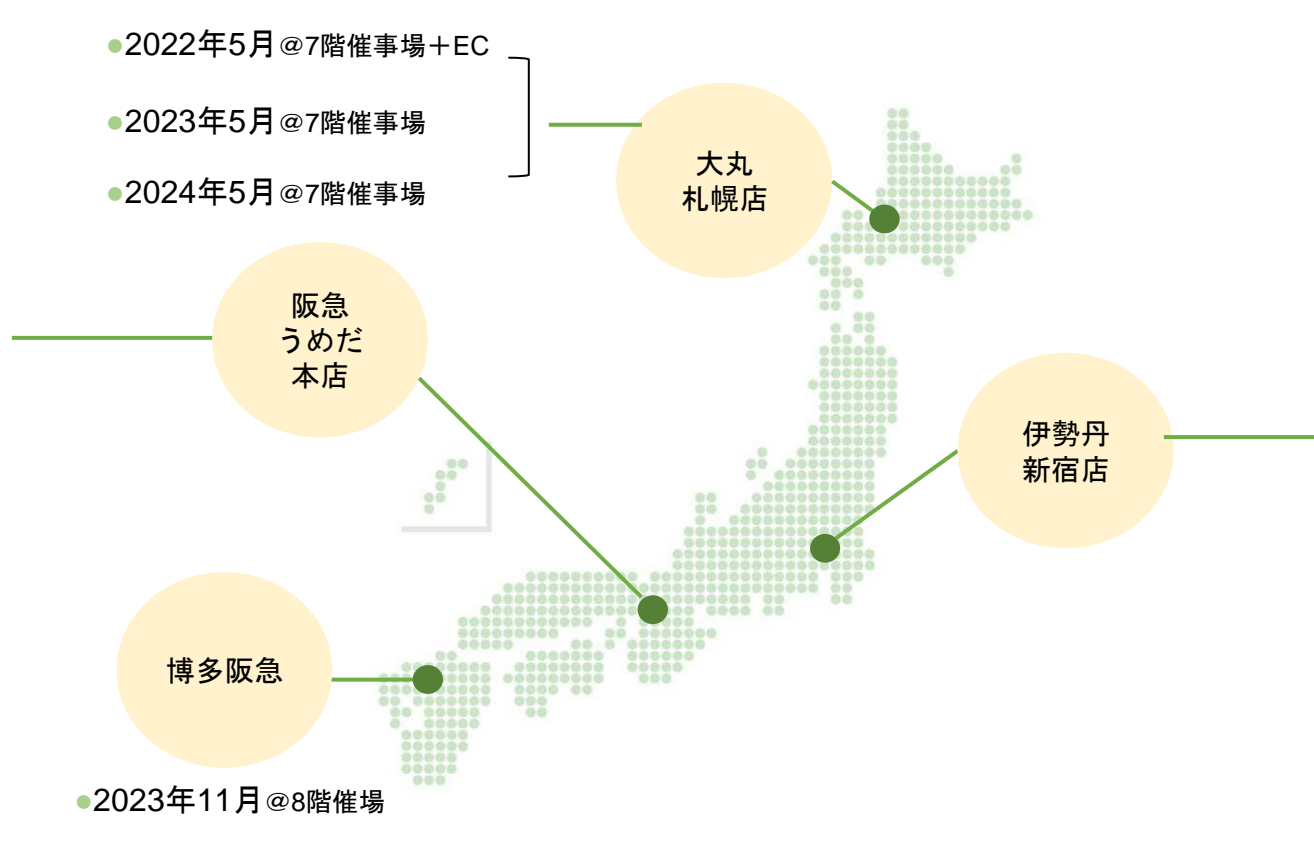 ●2022年5月@7階催事場+EC
●2023年5月@7階催事場
●2024年5月@7階催事場
大丸
札幌店
阪急
うめだ
本店
伊勢丹
新宿店
博多阪急
●2023年11月@8階催場